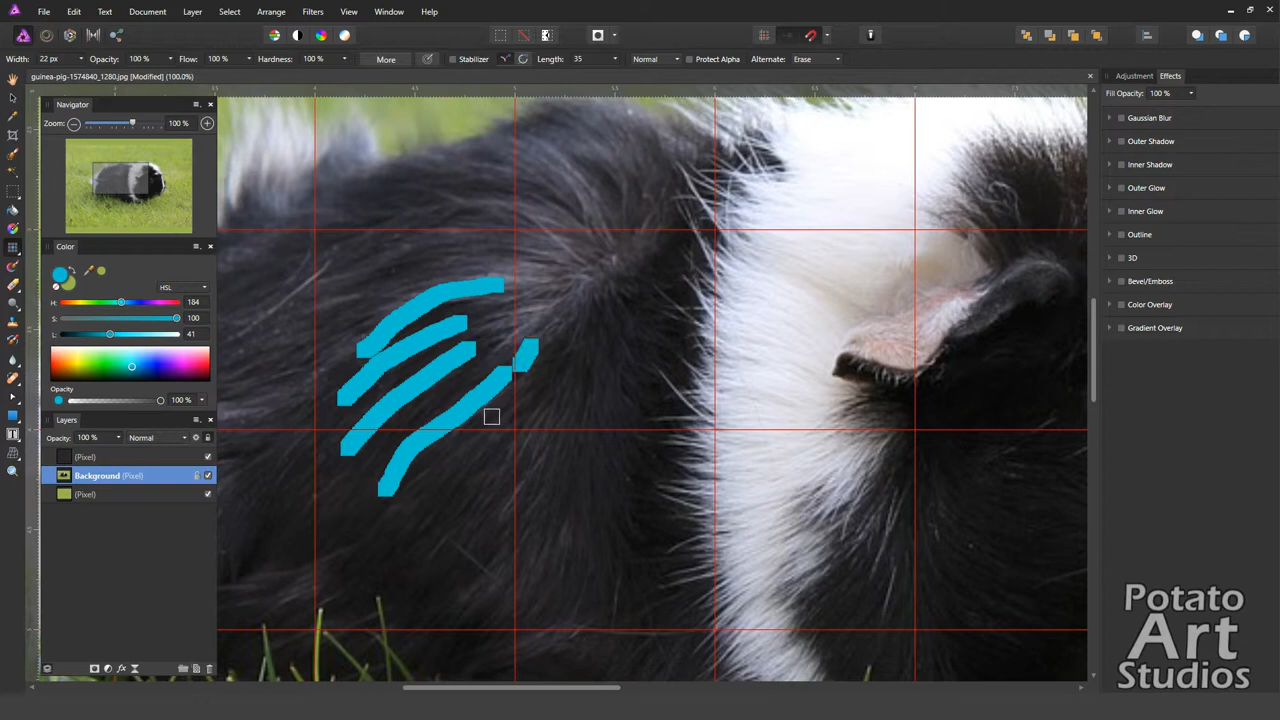 File Edit Text Document Layer Select Arrange Filters View Window Help
Width: 22 px Opacity: 100 % Flow: 100 % Hardness: 100 % More Stabilizer Length: 35 Normal Protect Alpha Alternate: Erase
guinea-pig-1574840_1280.jpg [Modified] (100.0%)
Navigator
Zoom: 100 %
Color
HSL
H: 184
S: 100
L: 41
Opacity
100 %
Layers
Opacity: 100 % Normal
(Pixel)
Background (Pixel)
(Pixel)
Adjustment Effects
Fill Opacity: 100 %
Gaussian Blur
Outer Shadow
Inner Shadow
Outer Glow
Inner Glow
Outline
3D
Bevel/Emboss
Color Overlay
Gradient Overlay
Potato
Art
Studios